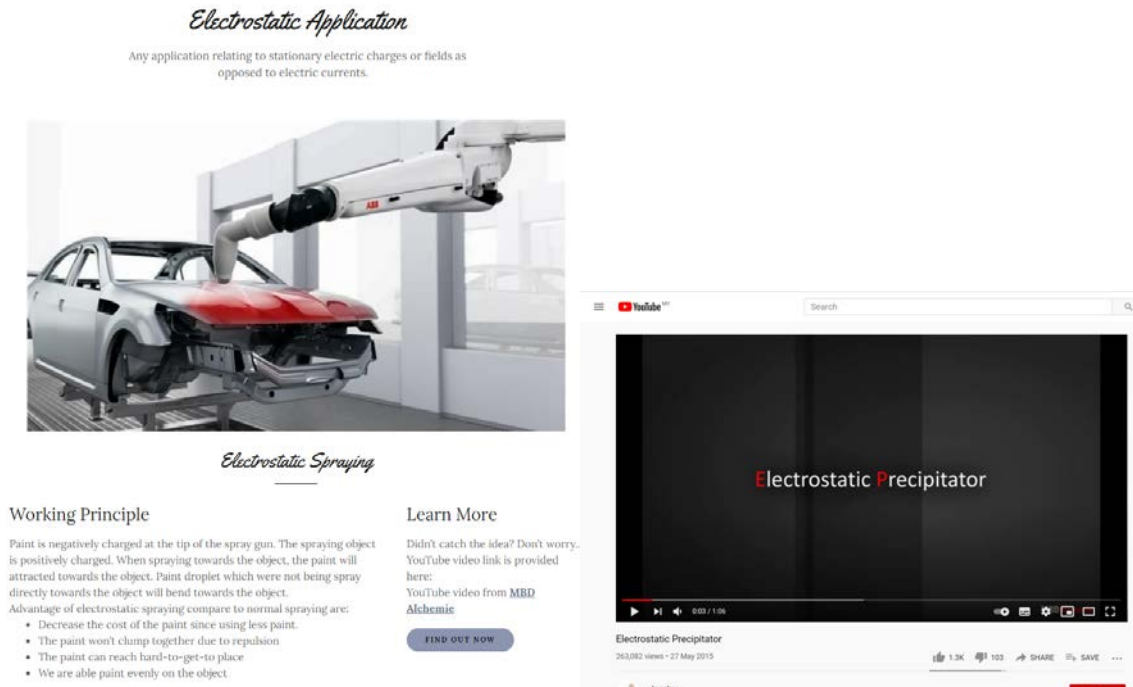 Electrostatic Application
Any application relating to stationary electric charges or fields as
opposed to electric currents.
ABB
Electrostatic Spraying
Working Principle
Paint is negatively charged at the tip of the spray gun. The spraying object
is positively charged. When spraying towards the object, the paint will
attracted towards the object. Paint droplet which were not being spray
directly towards the object will bend towards the object.
Advantage of electrostatic spraying compare to normal spraying are:
• Decrease the cost of the paint since using less paint.
• The paint won't clump together due to repulsion
• The paint can reach hard-to-get-to place
• We are able paint evenly on the object
Learn More
Didn't catch the idea? Don't worry..
YouTube video link is provided
here:
YouTube video from MBD
Alchemie
FIND OUT NOW
YouTube MY
Search
Electrostatic Precipitator
0:03 / 1:06
Electrostatic Precipitator
263,082 views • 27 May 2015
1.3K
103
SHARE
SAVE